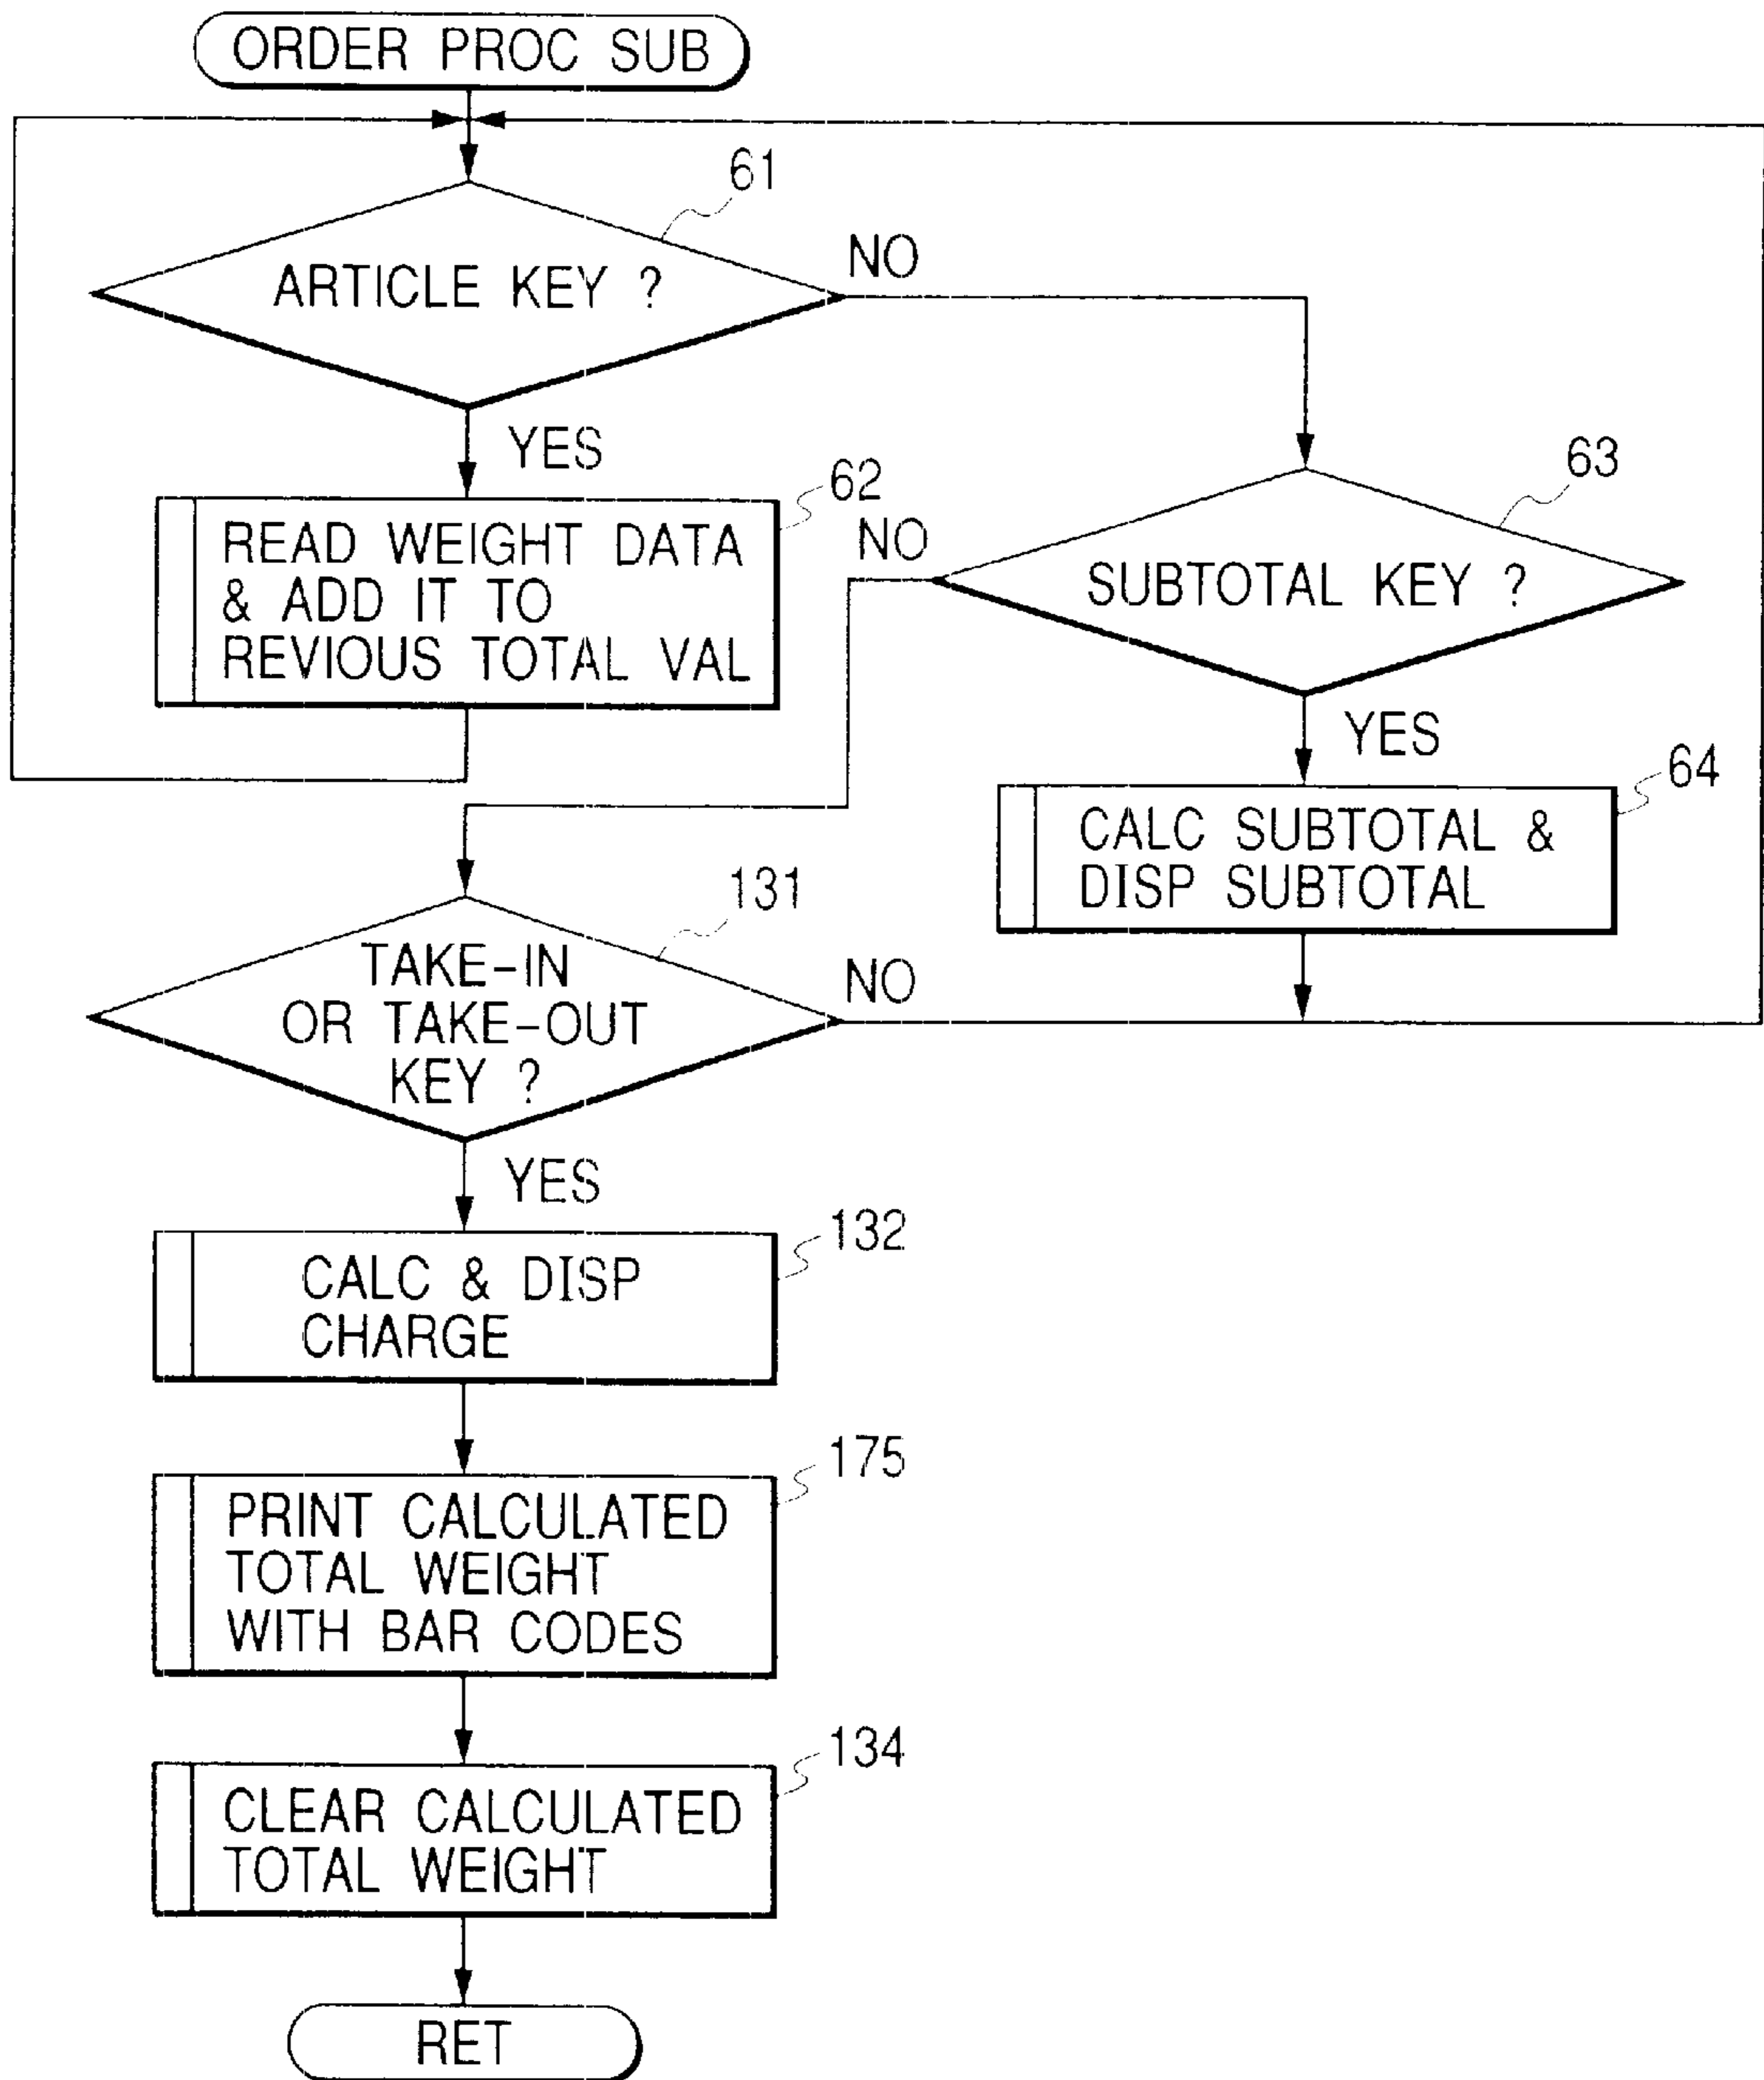 ORDER PROC SUB
61
ARTICLE KEY ?
NO
YES
62
READ WEIGHT DATA
& ADD IT TO
REVIOUS TOTAL VAL
63
NO
SUBTOTAL KEY ?
YES
64
CALC SUBTOTAL &
DISP SUBTOTAL
131
TAKE-IN
OR TAKE-OUT
KEY ?
NO
YES
132
CALC & DISP
CHARGE
175
PRINT CALCULATED
TOTAL WEIGHT
WITH BAR CODES
134
CLEAR CALCULATED
TOTAL WEIGHT
RET